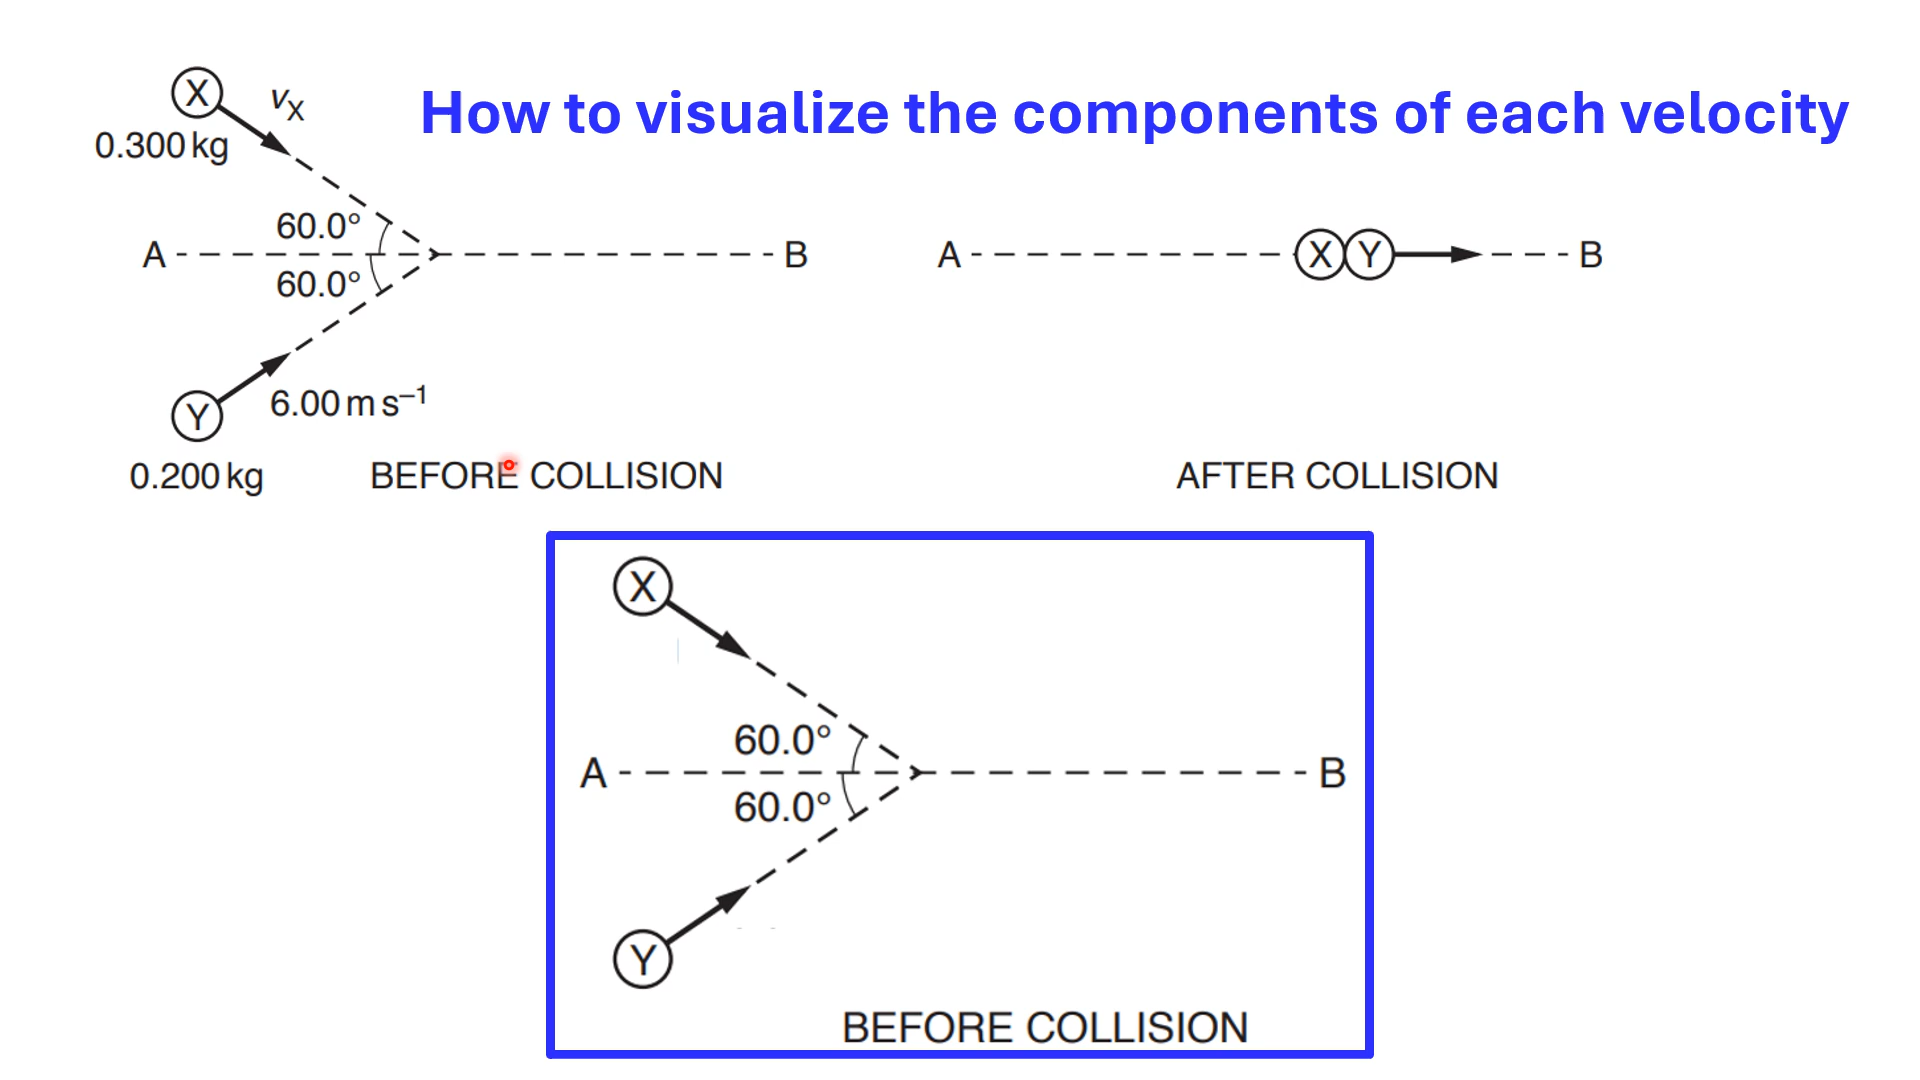 How to visualize the components of each velocity
X
vX
0.300 kg
60.0°
A
B
60.0°
6.00 m s⁻¹
Y
0.200 kg
BEFORE COLLISION
A
X Y
B
AFTER COLLISION
X
60.0°
A
B
60.0°
Y
BEFORE COLLISION